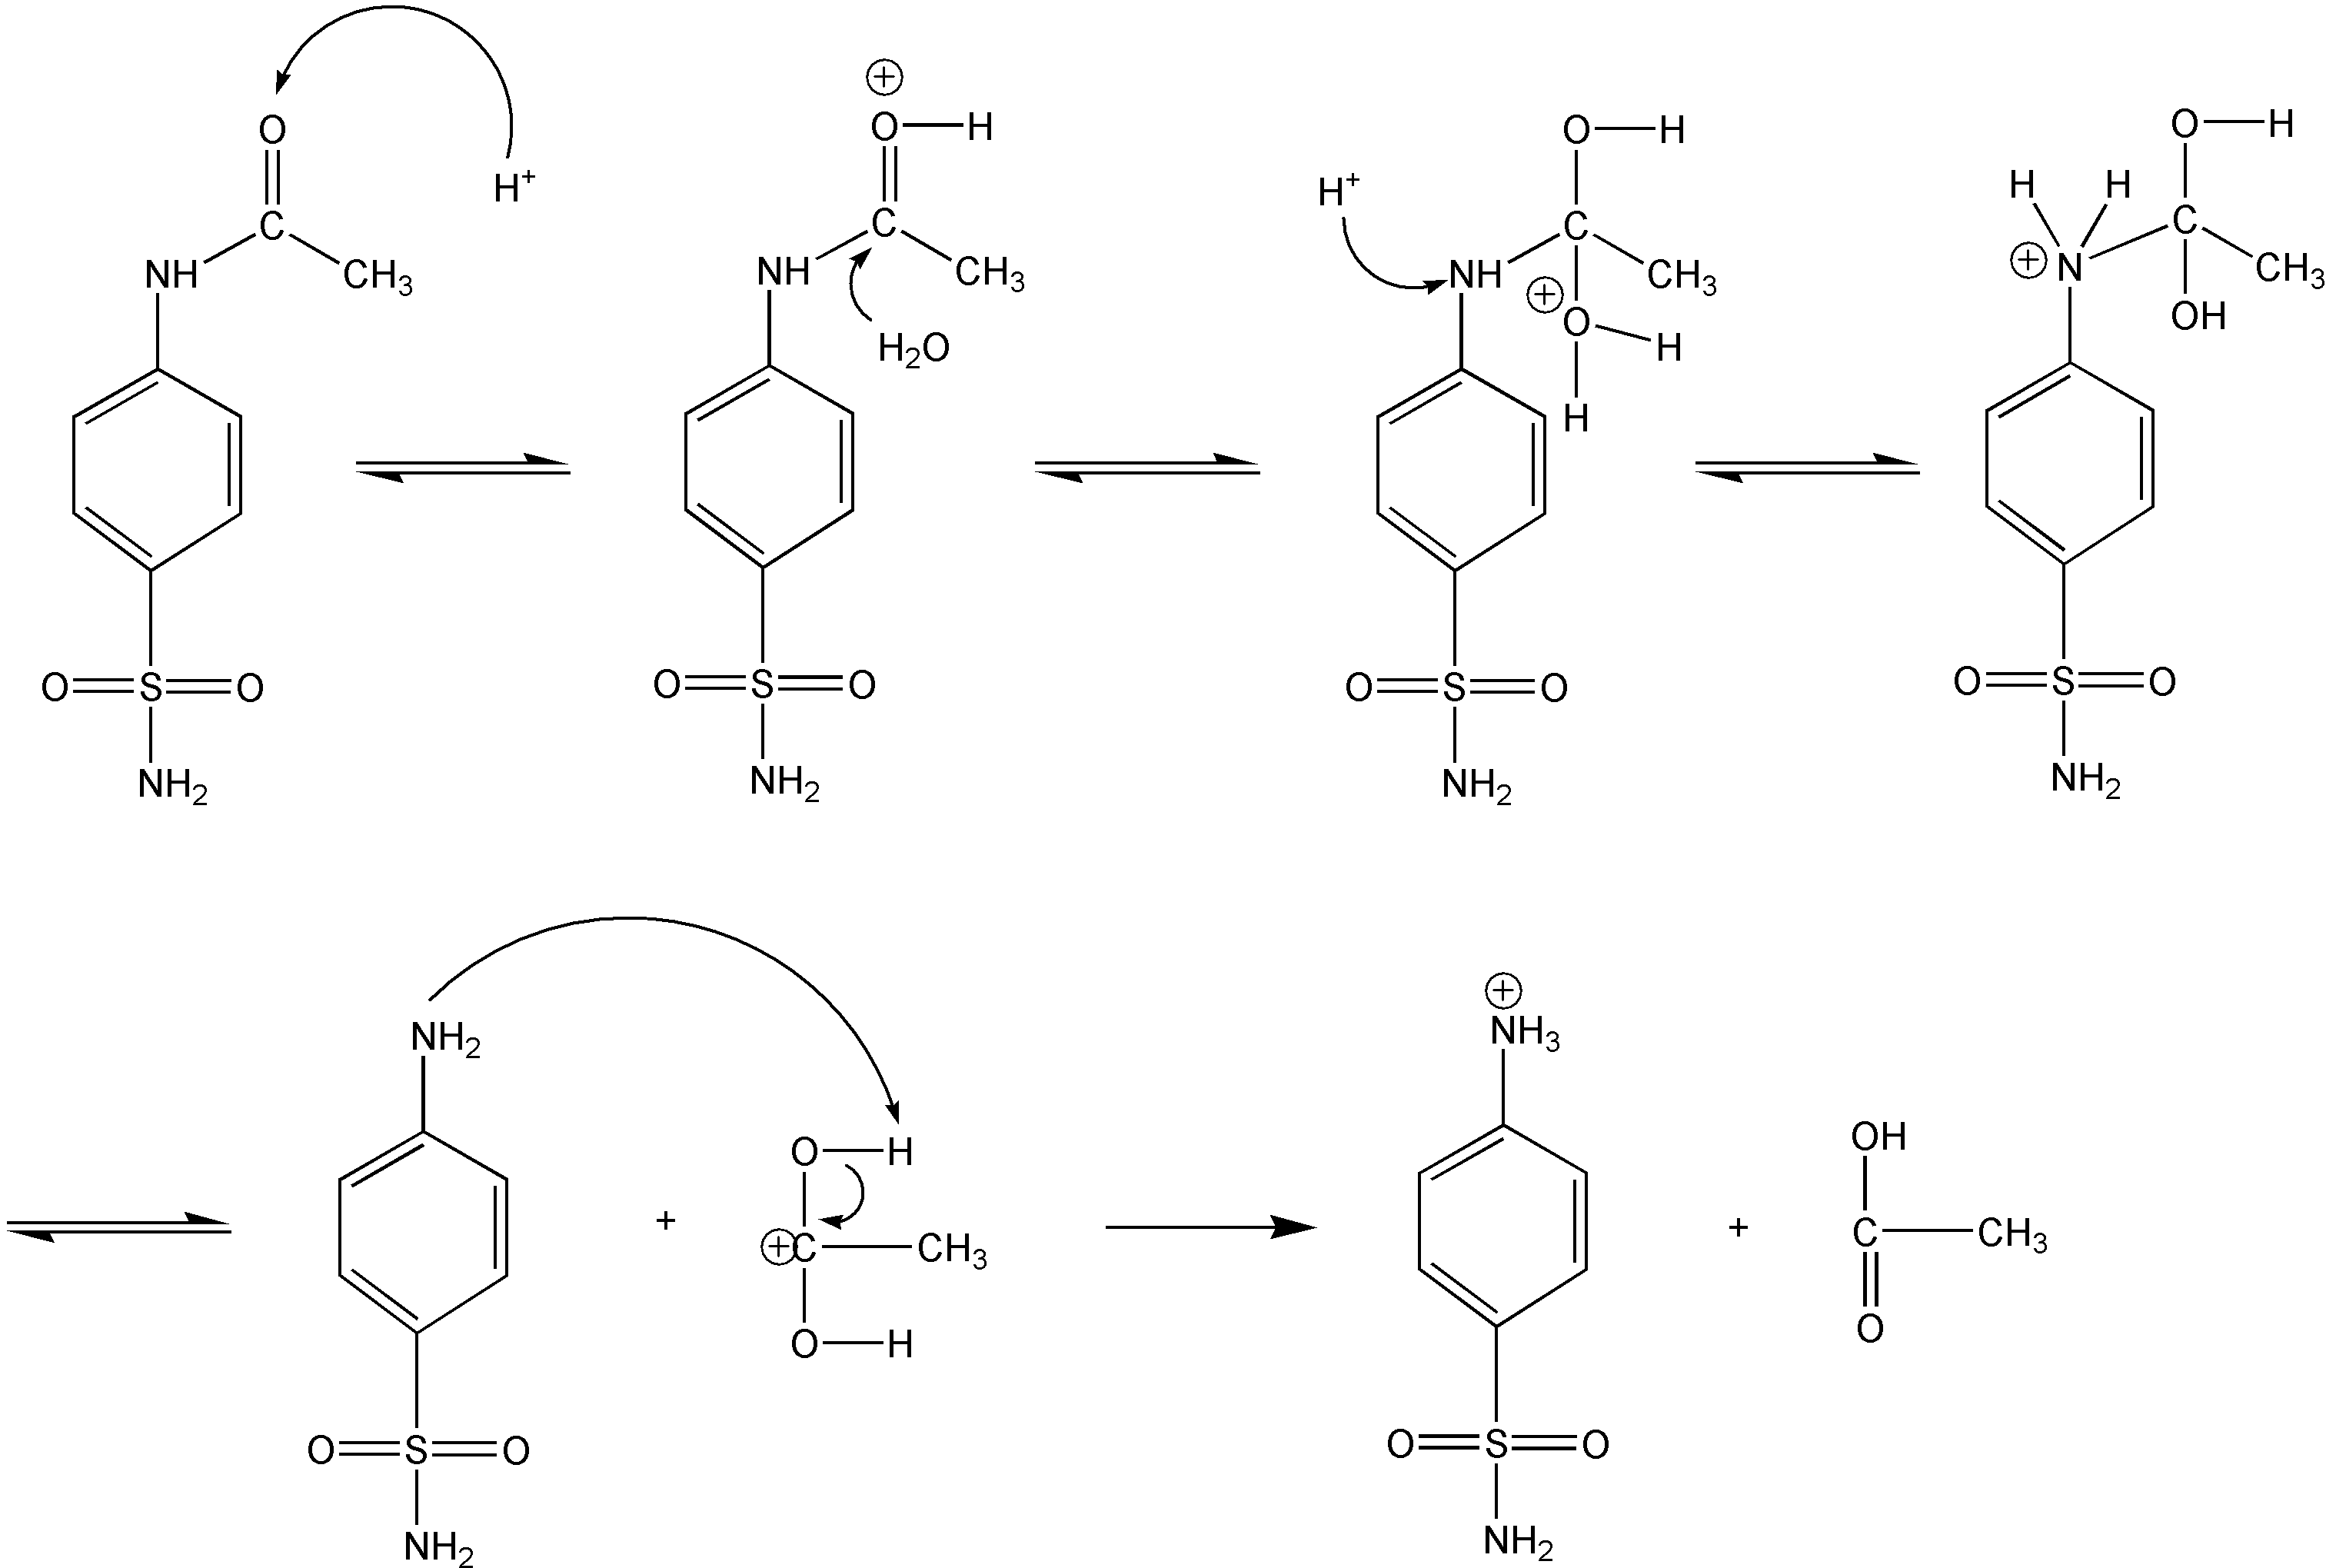 O
H+
C
NH
CH3
O S O
NH2
⊕
O H
C
NH
CH3
H2O
O S O
NH2
O H
H+
C
NH
CH3
⊕
O H
H
O S O
NH2
O H
H H
C
⊕ N
CH3
OH
O S O
NH2
NH2
O S O
NH2
+
O H
⊕ C CH3
O H
⊕
NH3
O S O
NH2
+
OH
C CH3
O